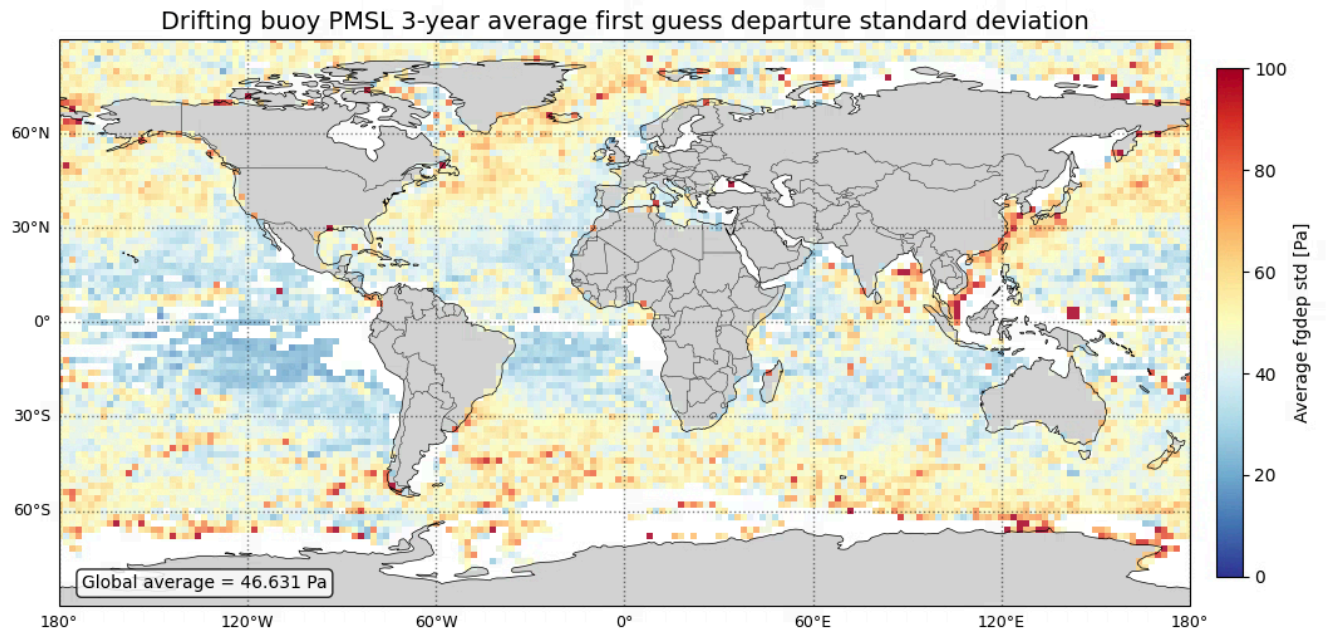 Drifting buoy PMSL 3-year average first guess departure standard deviation
60°N
30°N
0°
30°S
60°S
Global average = 46.631 Pa
180°
120°W
60°W
0°
60°E
120°E
180°
100
80
60
40
20
0
Average fgdep std [Pa]